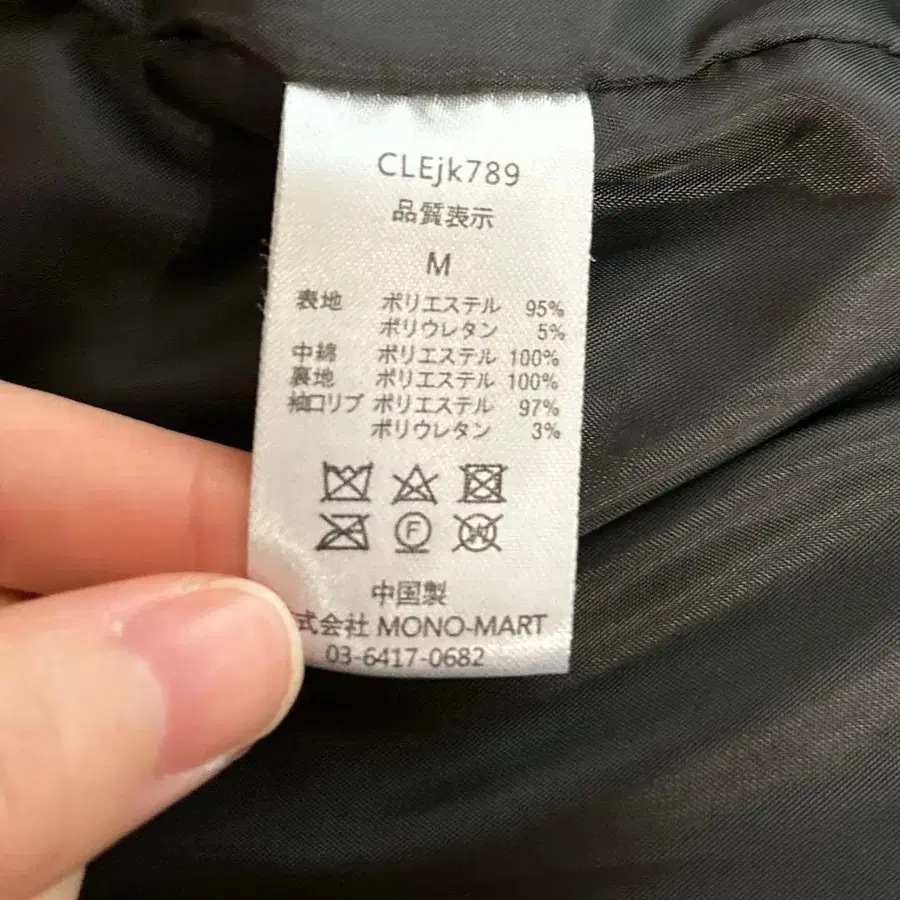 CLEjk789
品質表示
M
表地 ポリエステル 95%
ポリウレタン 5%
中綿 ポリエステル 100%
裏地 ポリエステル 100%
袖口リブ ポリエステル 97%
ポリウレタン 3%
F
W
中国製
式会社 MONO-MART
03-6417-0682